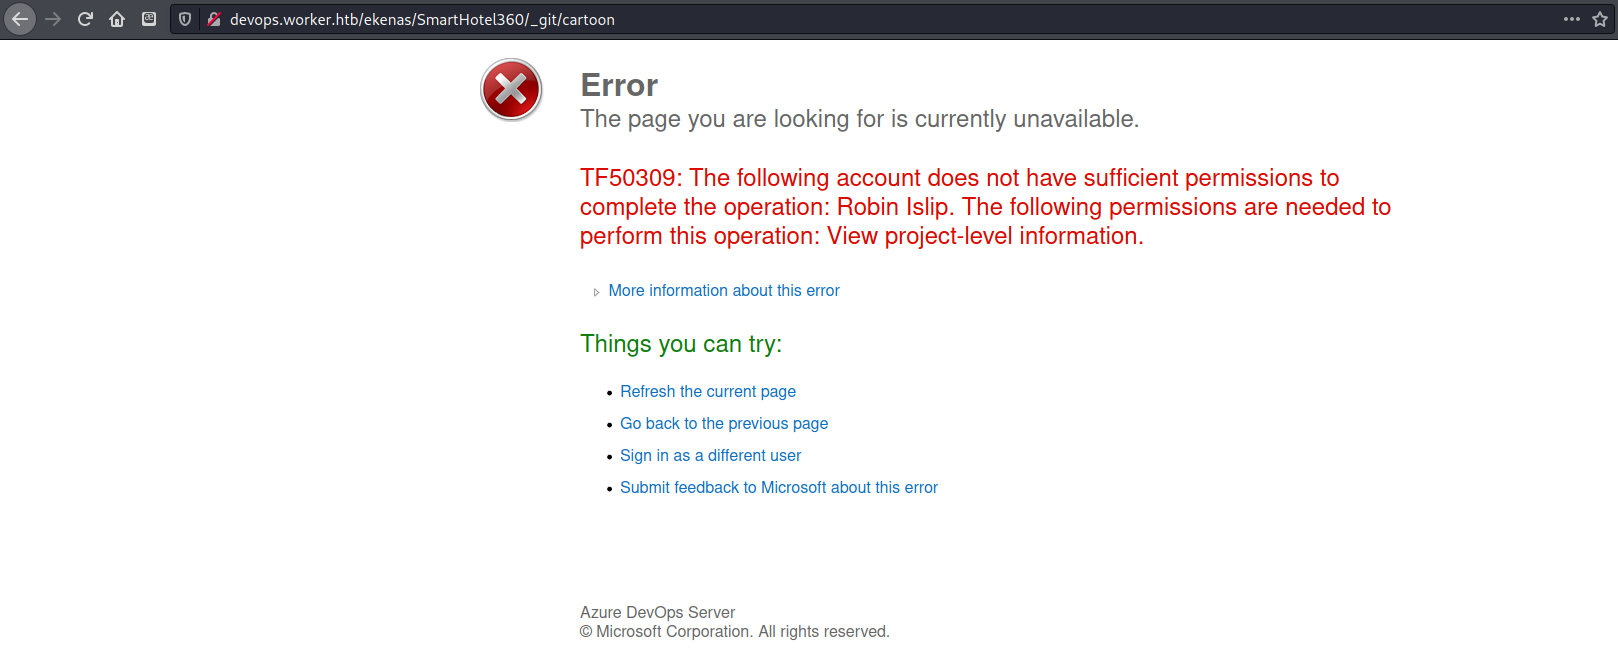 devops.worker.htb/ekenas/SmartHotel360/_git/cartoon
Error
The page you are looking for is currently unavailable.
TF50309: The following account does not have sufficient permissions to
complete the operation: Robin Islip. The following permissions are needed to
perform this operation: View project-level information.
More information about this error
Things you can try:
• Refresh the current page
• Go back to the previous page
• Sign in as a different user
• Submit feedback to Microsoft about this error
Azure DevOps Server
© Microsoft Corporation. All rights reserved.